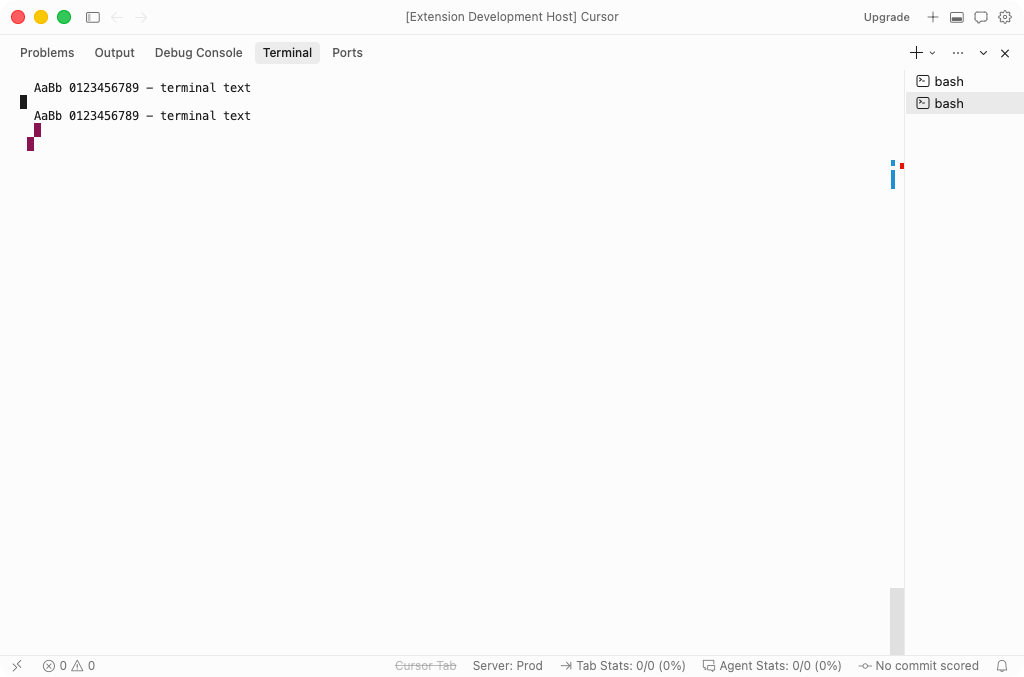 [Extension Development Host] Cursor
Upgrade
Problems Output Debug Console Terminal Ports
AaBb 0123456789 — terminal text
AaBb 0123456789 — terminal text
bash
bash
0 0
Cursor Tab Server: Prod Tab Stats: 0/0 (0%) Agent Stats: 0/0 (0%) No commit scored